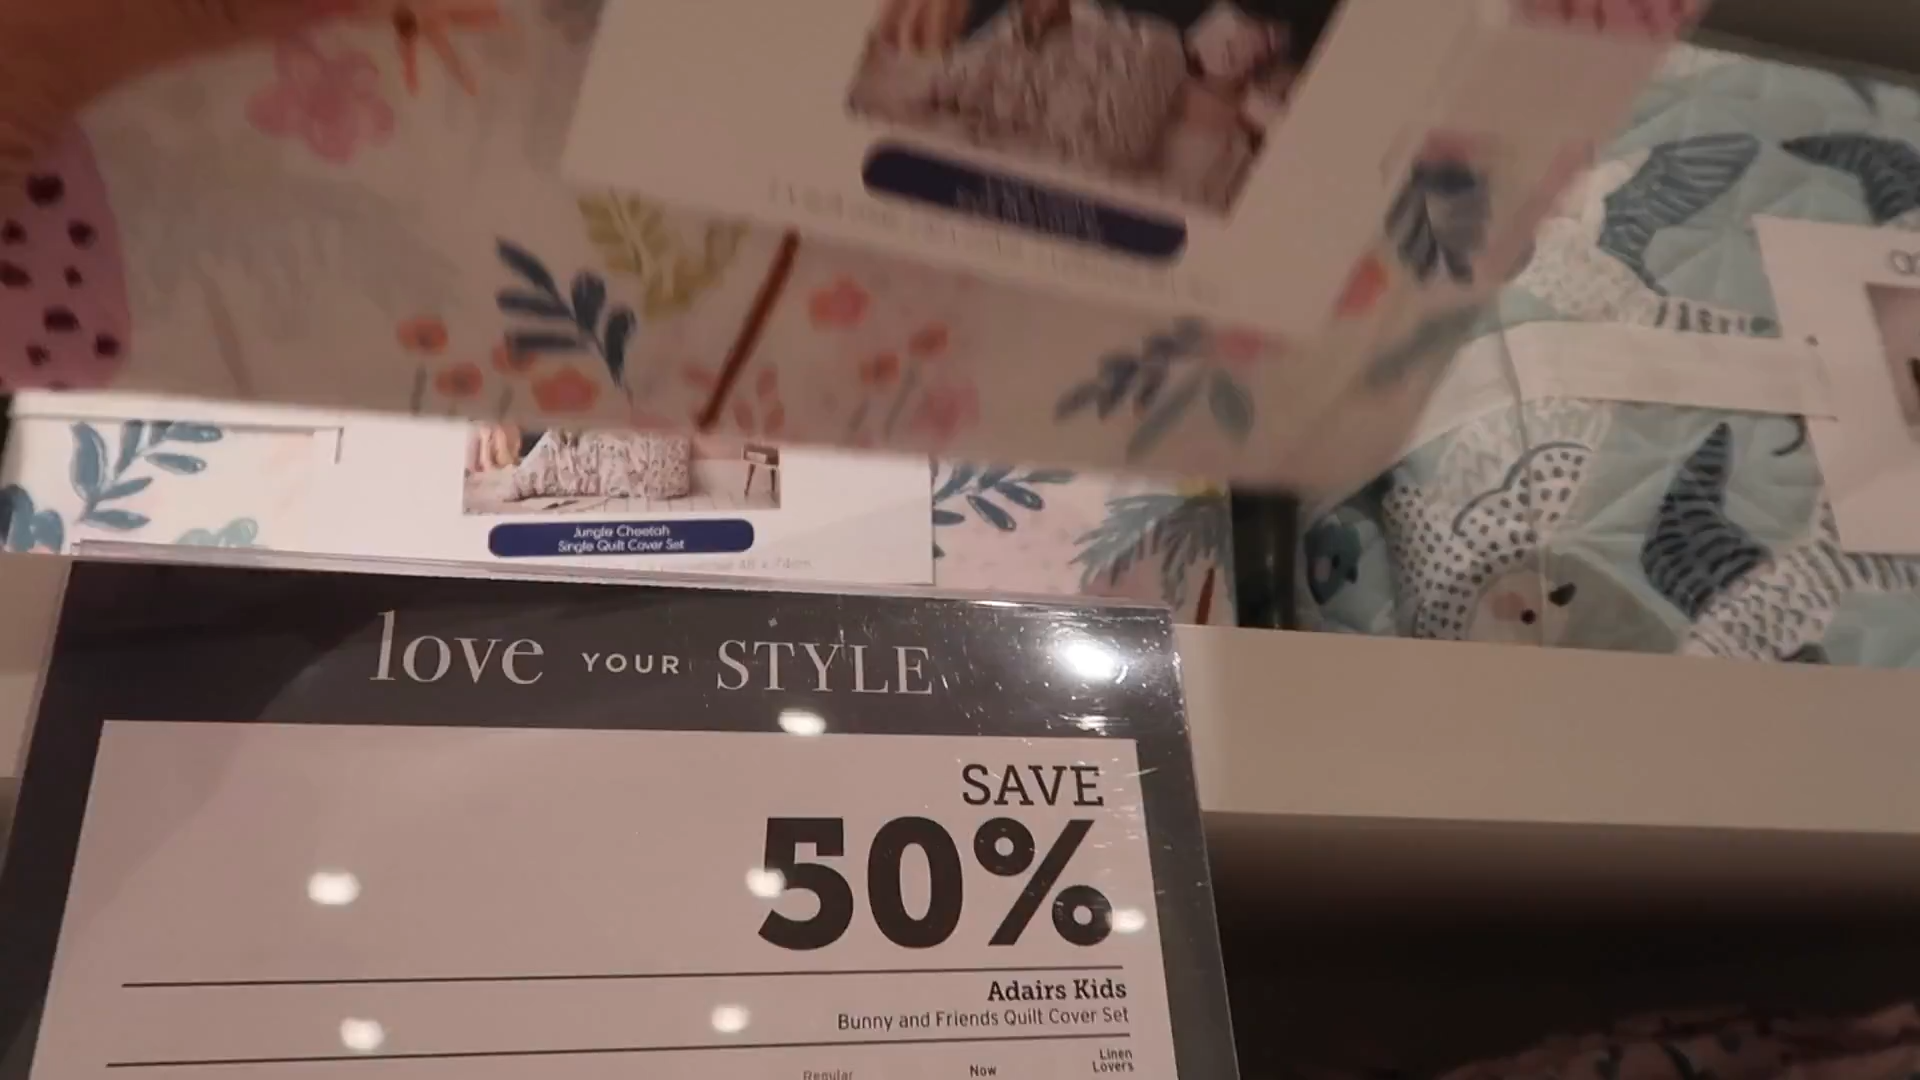 Jungle Cheetah
Single Quilt Cover Set
love YOUR STYLE
SAVE
50%
Adairs Kids
Bunny and Friends Quilt Cover Set
Regular
Now
Linen
Lovers